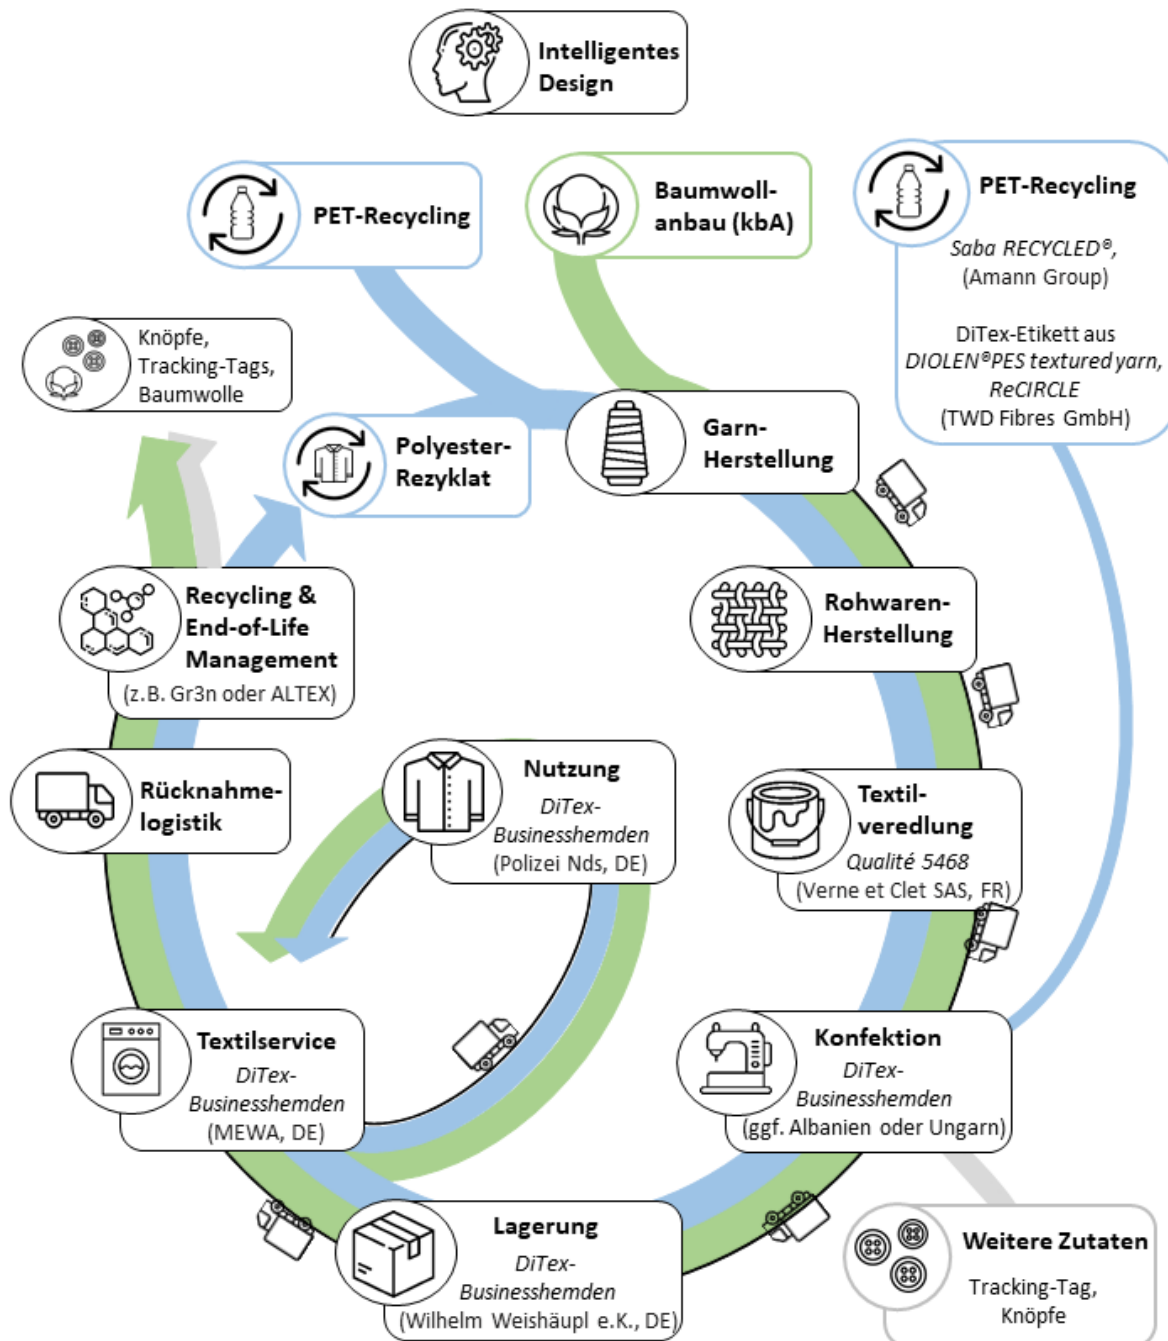 Intelligentes
Design
PET-Recycling
Baumwoll-
anbau (kbA)
PET-Recycling
Saba RECYCLED®,
(Amann Group)
DiTex-Etikett aus
DIOLEN®PES textured yarn,
ReCIRCLE
(TWD Fibres GmbH)
Knöpfe,
Tracking-Tags,
Baumwolle
Polyester-
Rezyklat
Garn-
Herstellung
Recycling &
End-of-Life
Management
(z.B. Gr3n oder ALTEX)
Rohwaren-
Herstellung
Rücknahme-
logistik
Nutzung
DiTex-
Businesshemden
(Polizei Nds, DE)
Textil-
veredlung
Qualité 5468
(Verne et Clet SAS, FR)
Textilservice
DiTex-
Businesshemden
(MEWA, DE)
Konfektion
DiTex-
Businesshemden
(ggf. Albanien oder Ungarn)
Lagerung
DiTex-
Businesshemden
(Wilhelm Weishäupl e.K., DE)
Weitere Zutaten
Tracking-Tag,
Knöpfe